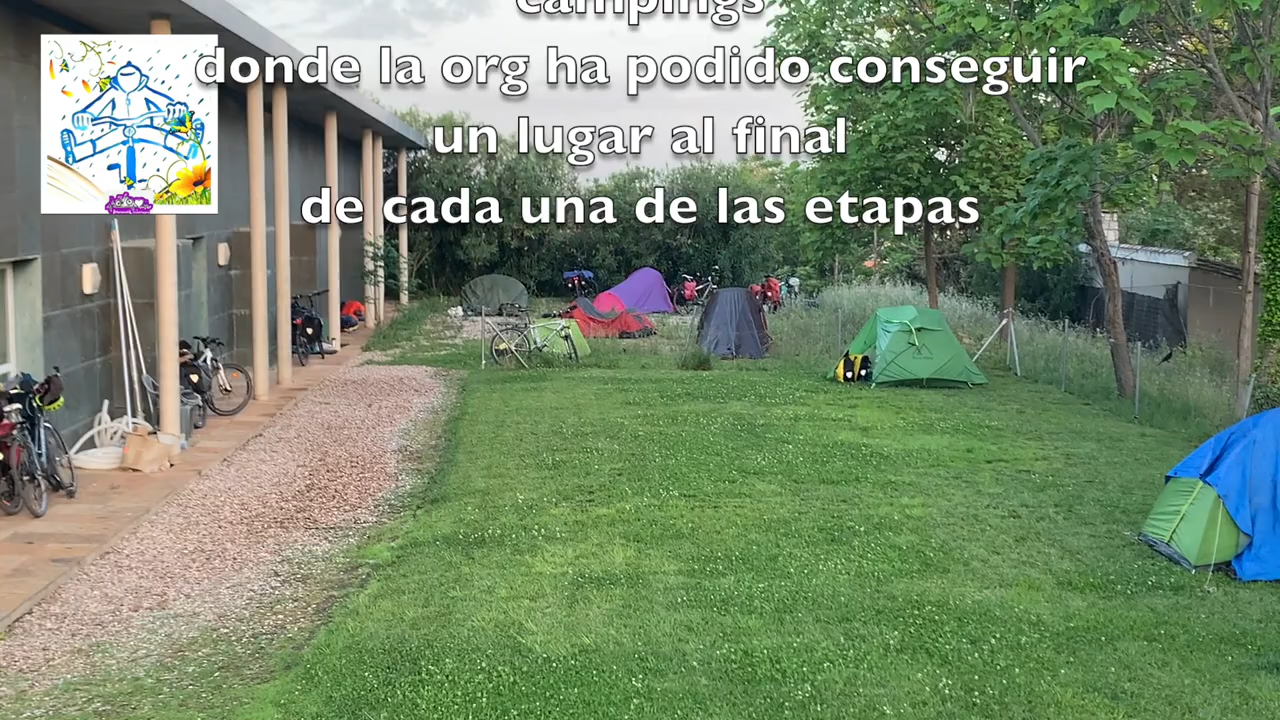 campings
donde la org ha podido conseguir
un lugar al final
de cada una de las etapas